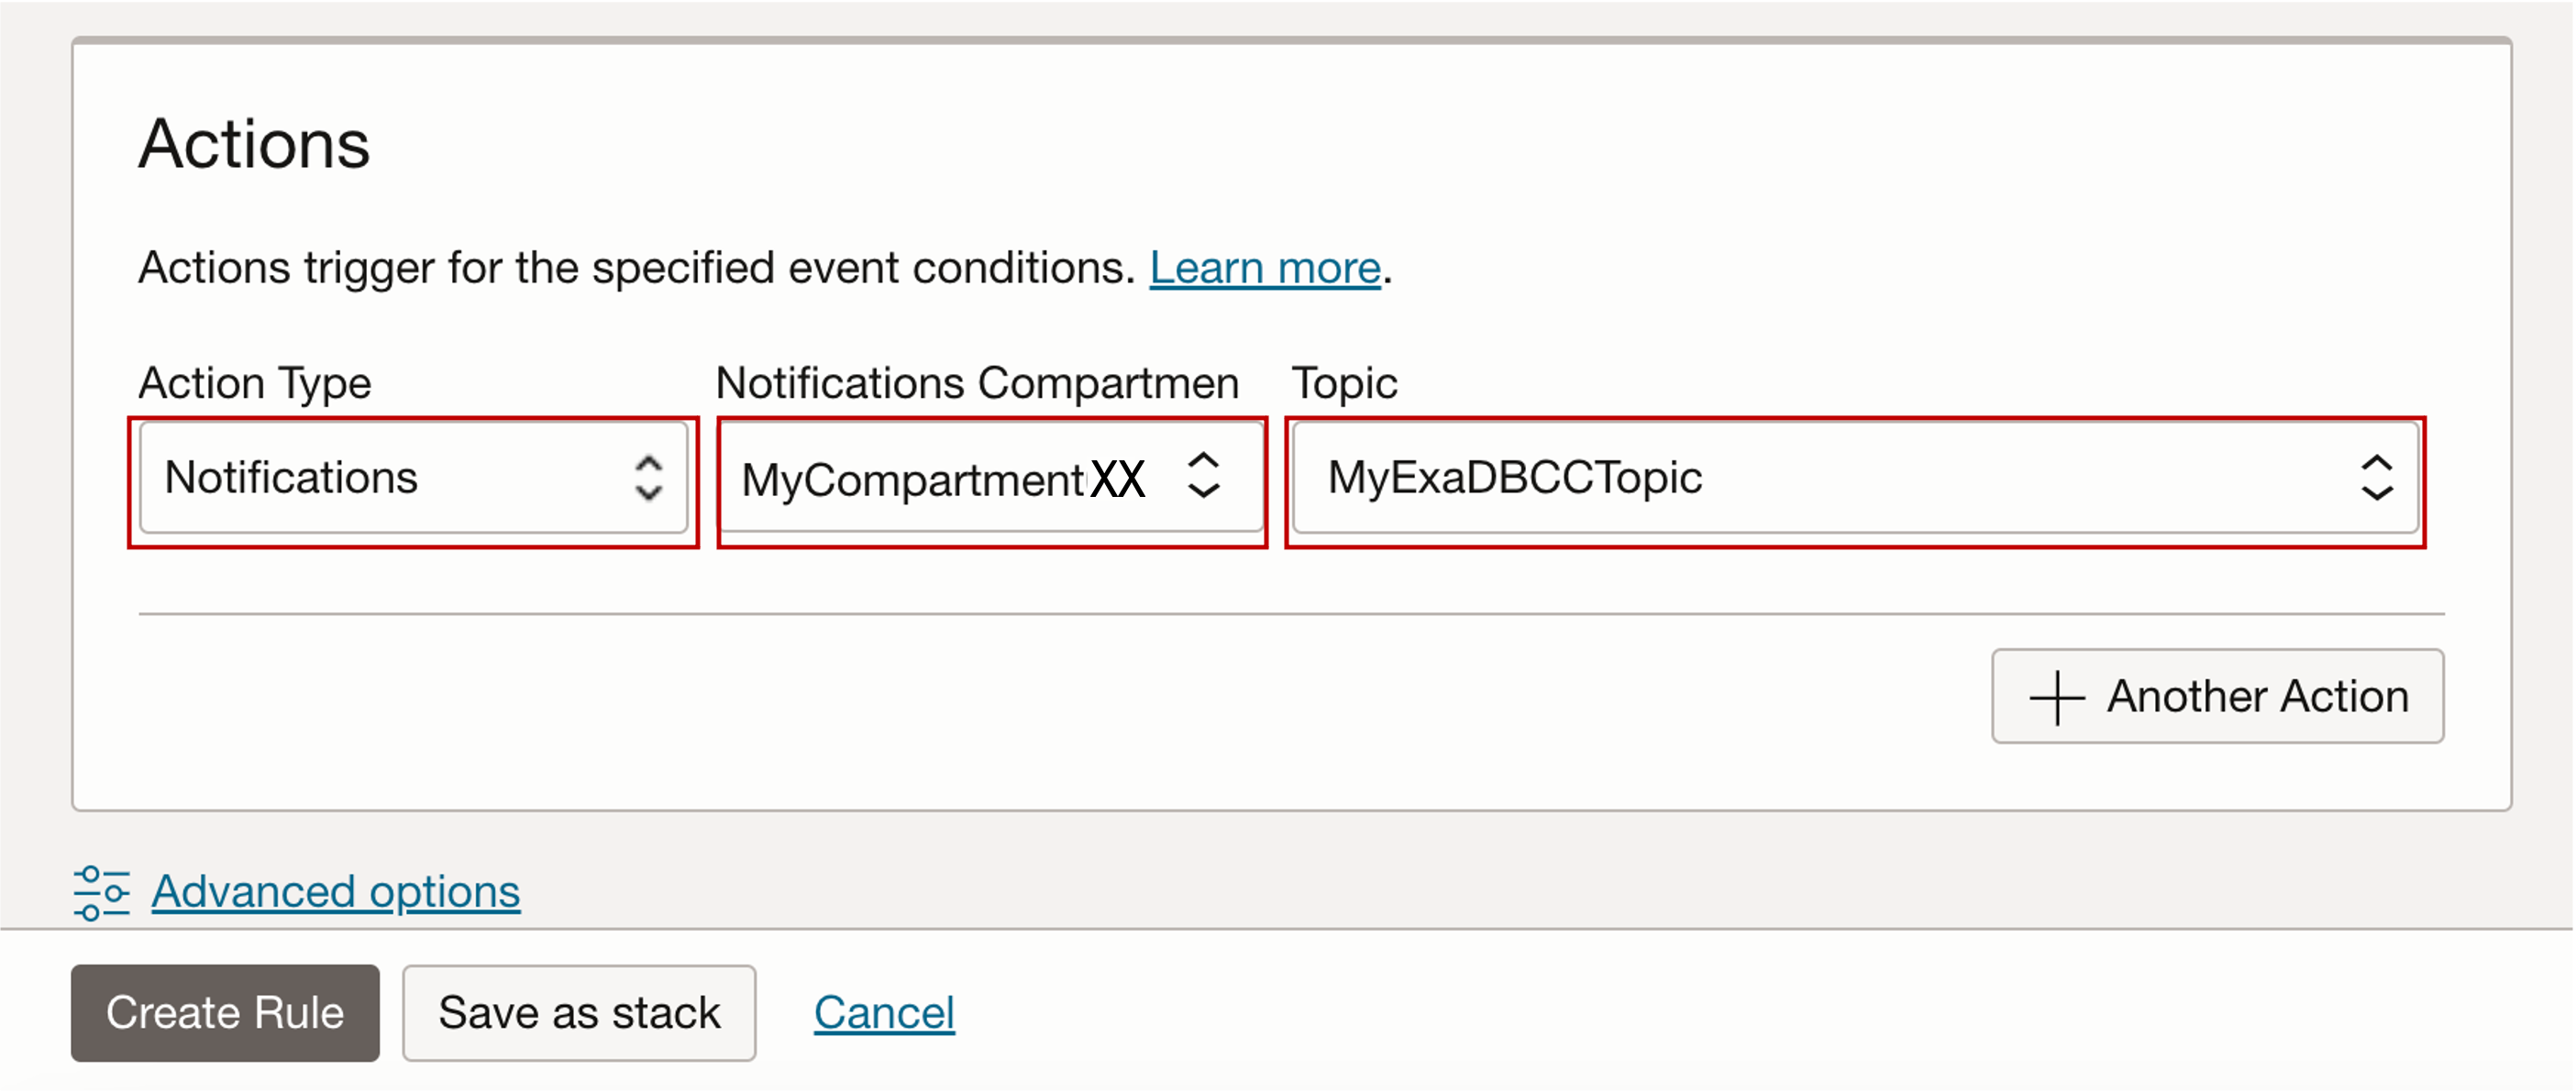 Actions
Actions trigger for the specified event conditions. Learn more.
Action Type Notifications Compartmen Topic
Notifications MyCompartmentXX MyExaDBCCTopic
Another Action
Advanced options
Create Rule Save as stack Cancel